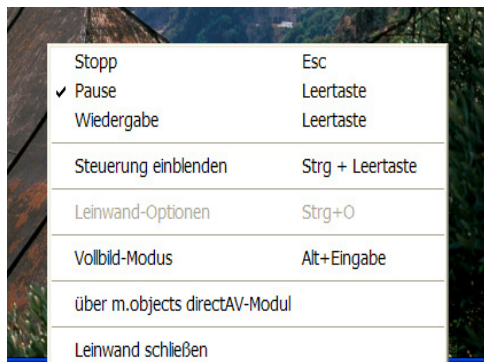 Stopp Esc
✓ Pause Leertaste
Wiedergabe Leertaste
Steuerung einblenden Strg + Leertaste
Leinwand-Optionen Strg+O
Vollbild-Modus Alt+Eingabe
über m.objects directAV-Modul
Leinwand schließen